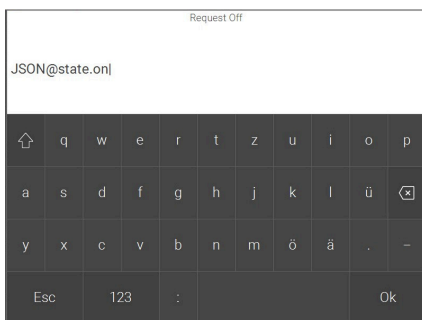 Request Off
JSON@state.on
q w e r t z u i o p
a s d f g h j k l ü
y x c v b n m ö ä . –
Esc 123 : Ok